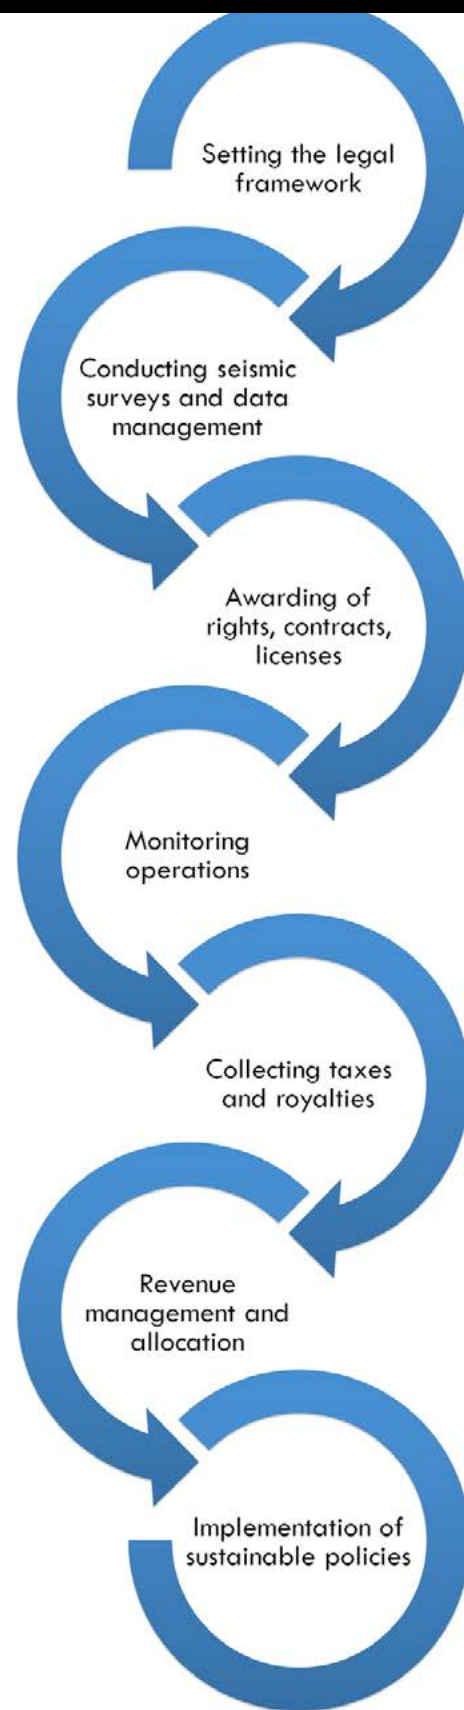 Setting the legal
framework
Conducting seismic
surveys and data
management
Awarding of
rights, contracts,
licenses
Monitoring
operations
Collecting taxes
and royalties
Revenue
management and
allocation
Implementation of
sustainable policies